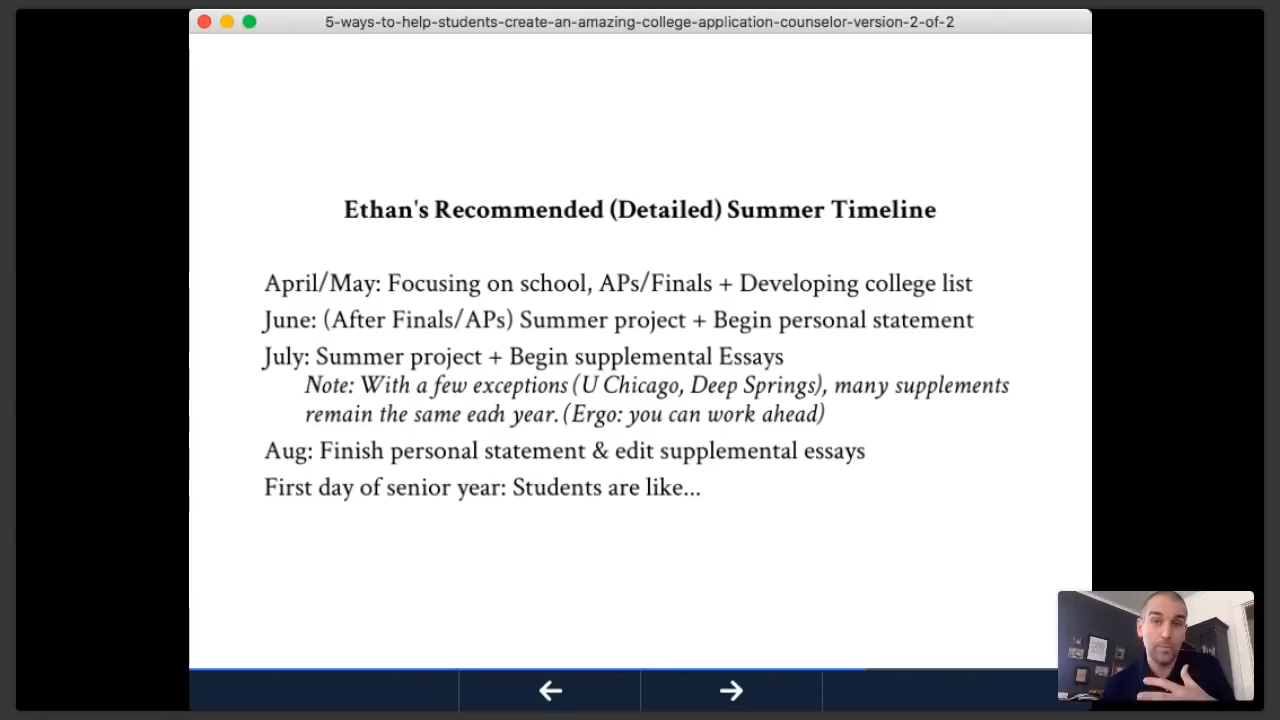 5-ways-to-help-students-create-an-amazing-college-application-counselor-version-2-of-2
Ethan's Recommended (Detailed) Summer Timeline
April/May: Focusing on school, APs/Finals + Developing college list
June: (After Finals/APs) Summer project + Begin personal statement
July: Summer project + Begin supplemental Essays
Note: With a few exceptions (U Chicago, Deep Springs), many supplements
remain the same each year. (Ergo: you can work ahead)
Aug: Finish personal statement & edit supplemental essays
First day of senior year: Students are like...